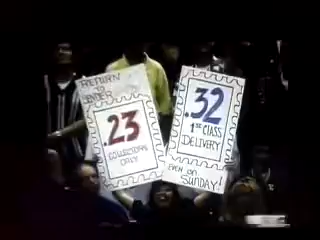 RETURN
TO
SENDER
.23
COLLECTORS
ONLY
.32
1ST CLASS
DELIVERY
EVEN on
SUNDAY!